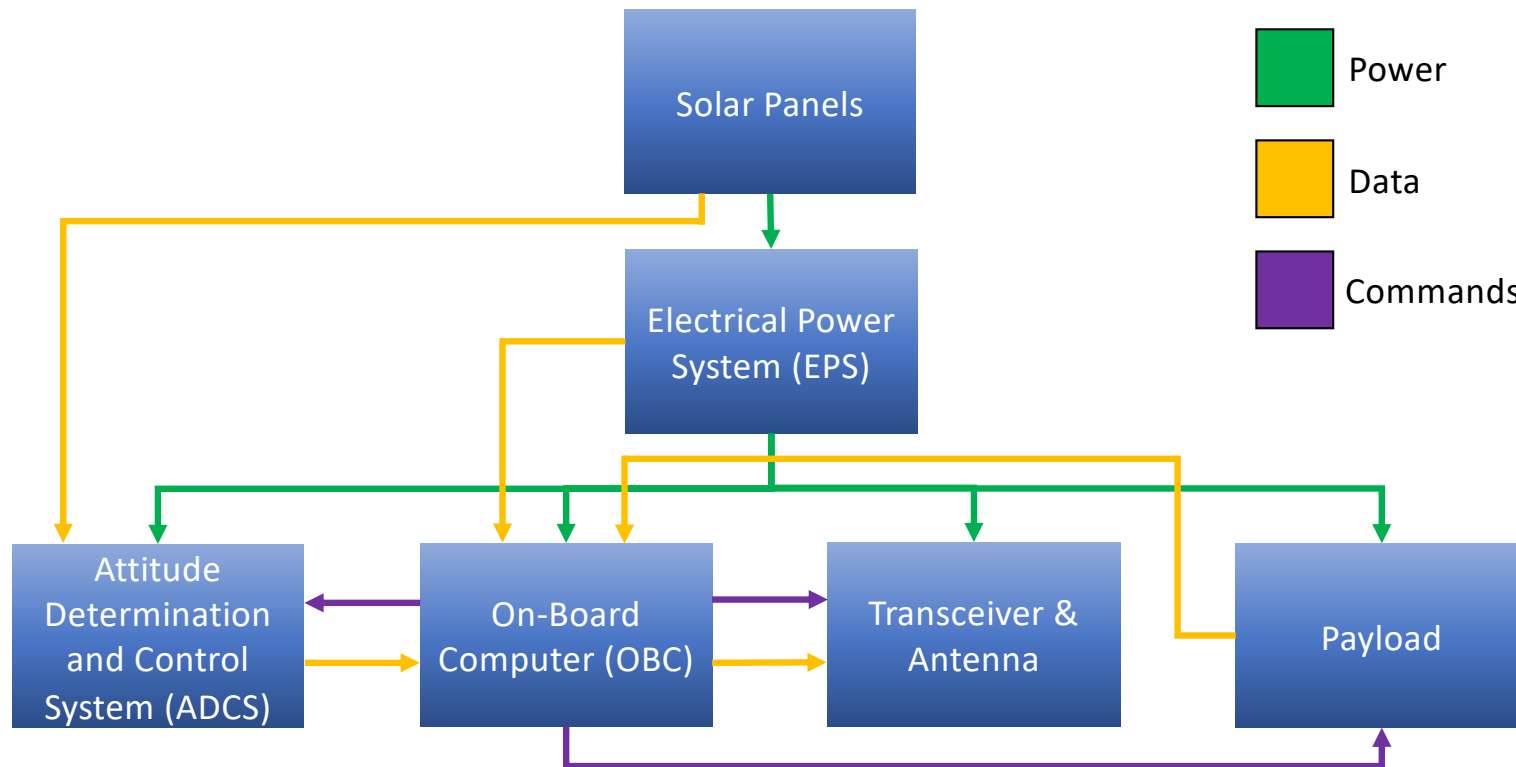 Solar Panels
Power
Data
Commands
Electrical Power
System (EPS)
Attitude
Determination
and Control
System (ADCS)
On-Board
Computer (OBC)
Transceiver &
Antenna
Payload